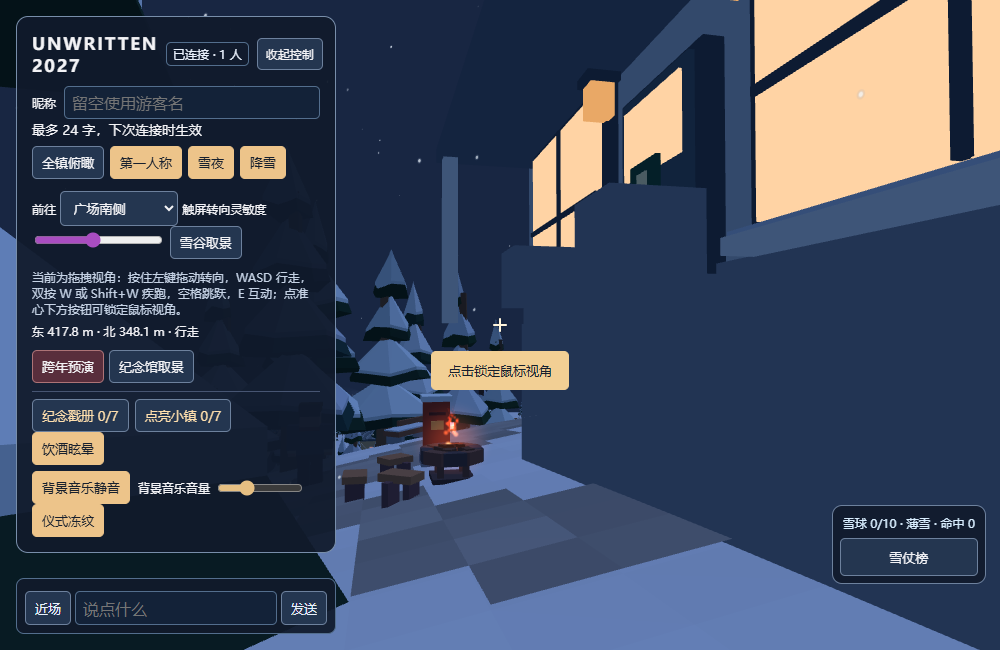 UNWRITTEN
2027
已连接 · 1 人
收起控制
昵称
留空使用游客名
最多 24 字，下次连接时生效
全镇俯瞰
第一人称
雪夜
降雪
前往
广场南侧
触屏转向灵敏度
雪谷取景
当前为拖拽视角：按住左键拖动转向，WASD 行走，
双按 W 或 Shift+W 疾跑，空格跳跃，E 互动；点准
心下方按钮可锁定鼠标视角。
东 417.8 m · 北 348.1 m · 行走
跨年预演
纪念馆取景
纪念戳册 0/7
点亮小镇 0/7
饮酒眩晕
背景音乐静音
背景音乐音量
仪式冻纹
近场
说点什么
发送
点击锁定鼠标视角
雪球 0/10 · 薄雪 · 命中 0
雪仗榜